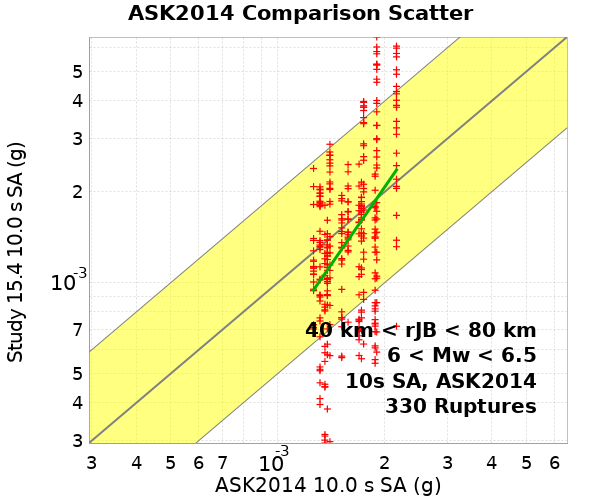 ASK2014 Comparison Scatter
Study 15.4 10.0 s SA (g)
5
4
3
2
10⁻³
7
5
4
3
40 km < rJB < 80 km
6 < Mw < 6.5
10s SA, ASK2014
330 Ruptures
3 4 5 6 7 10⁻³ 2 3 4 5 6
ASK2014 10.0 s SA (g)